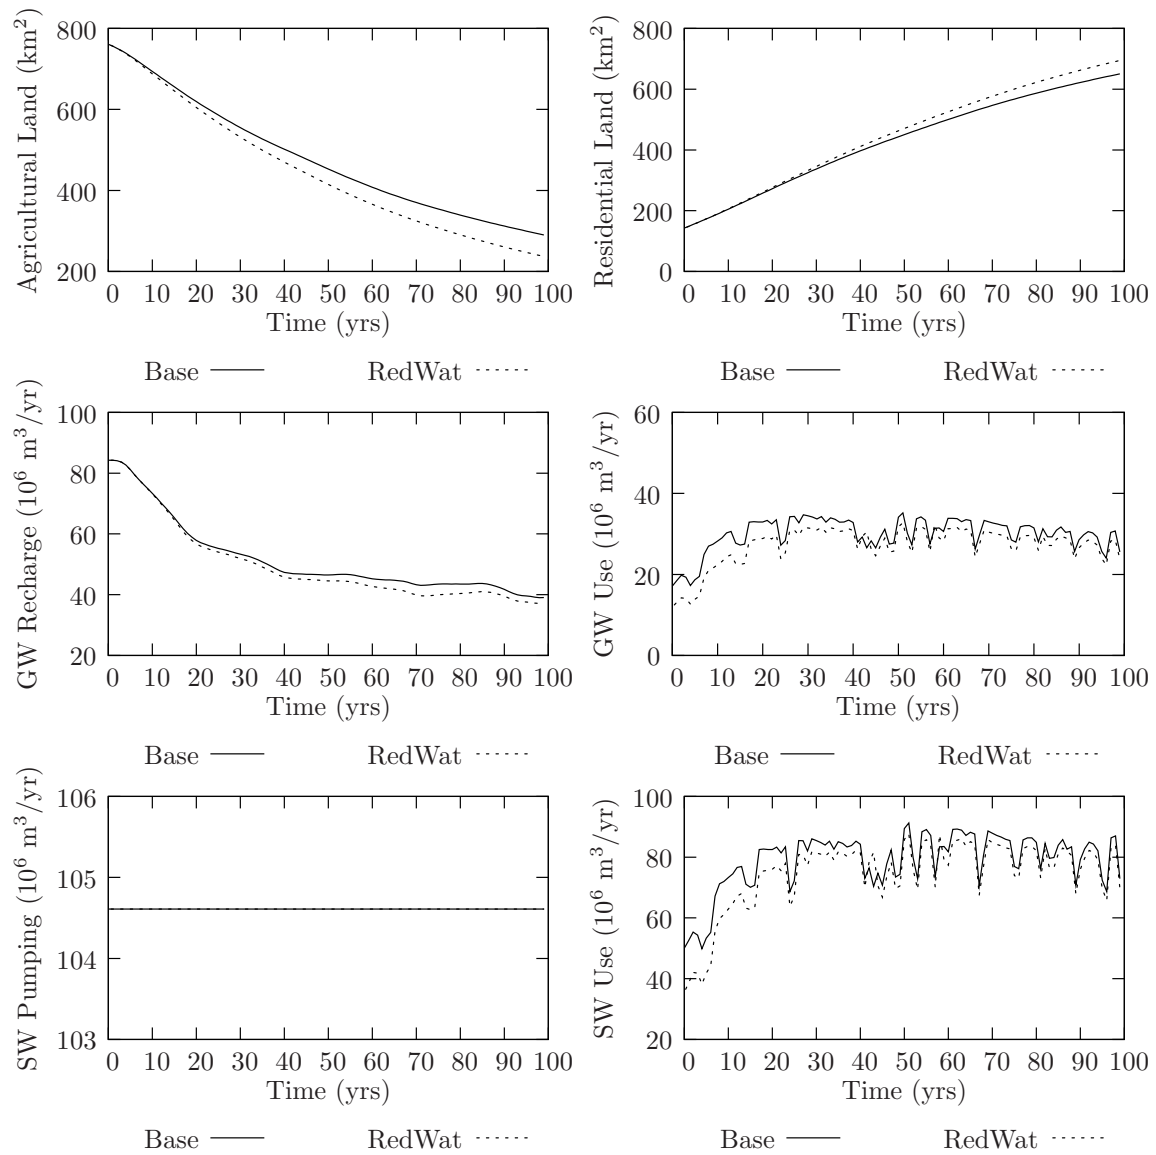 Agricultural Land (km²)
800
600
400
200
0 10 20 30 40 50 60 70 80 90 100
Time (yrs)
Base RedWat
Residential Land (km²)
800
600
400
200
0
0 10 20 30 40 50 60 70 80 90 100
Time (yrs)
Base RedWat
GW Recharge (10⁶ m³/yr)
100
80
60
40
20
0 10 20 30 40 50 60 70 80 90 100
Time (yrs)
Base RedWat
GW Use (10⁶ m³/yr)
60
40
20
0
0 10 20 30 40 50 60 70 80 90 100
Time (yrs)
Base RedWat
SW Pumping (10⁶ m³/yr)
106
105
104
103
0 10 20 30 40 50 60 70 80 90 100
Time (yrs)
Base RedWat
SW Use (10⁶ m³/yr)
100
80
60
40
20
0 10 20 30 40 50 60 70 80 90 100
Time (yrs)
Base RedWat